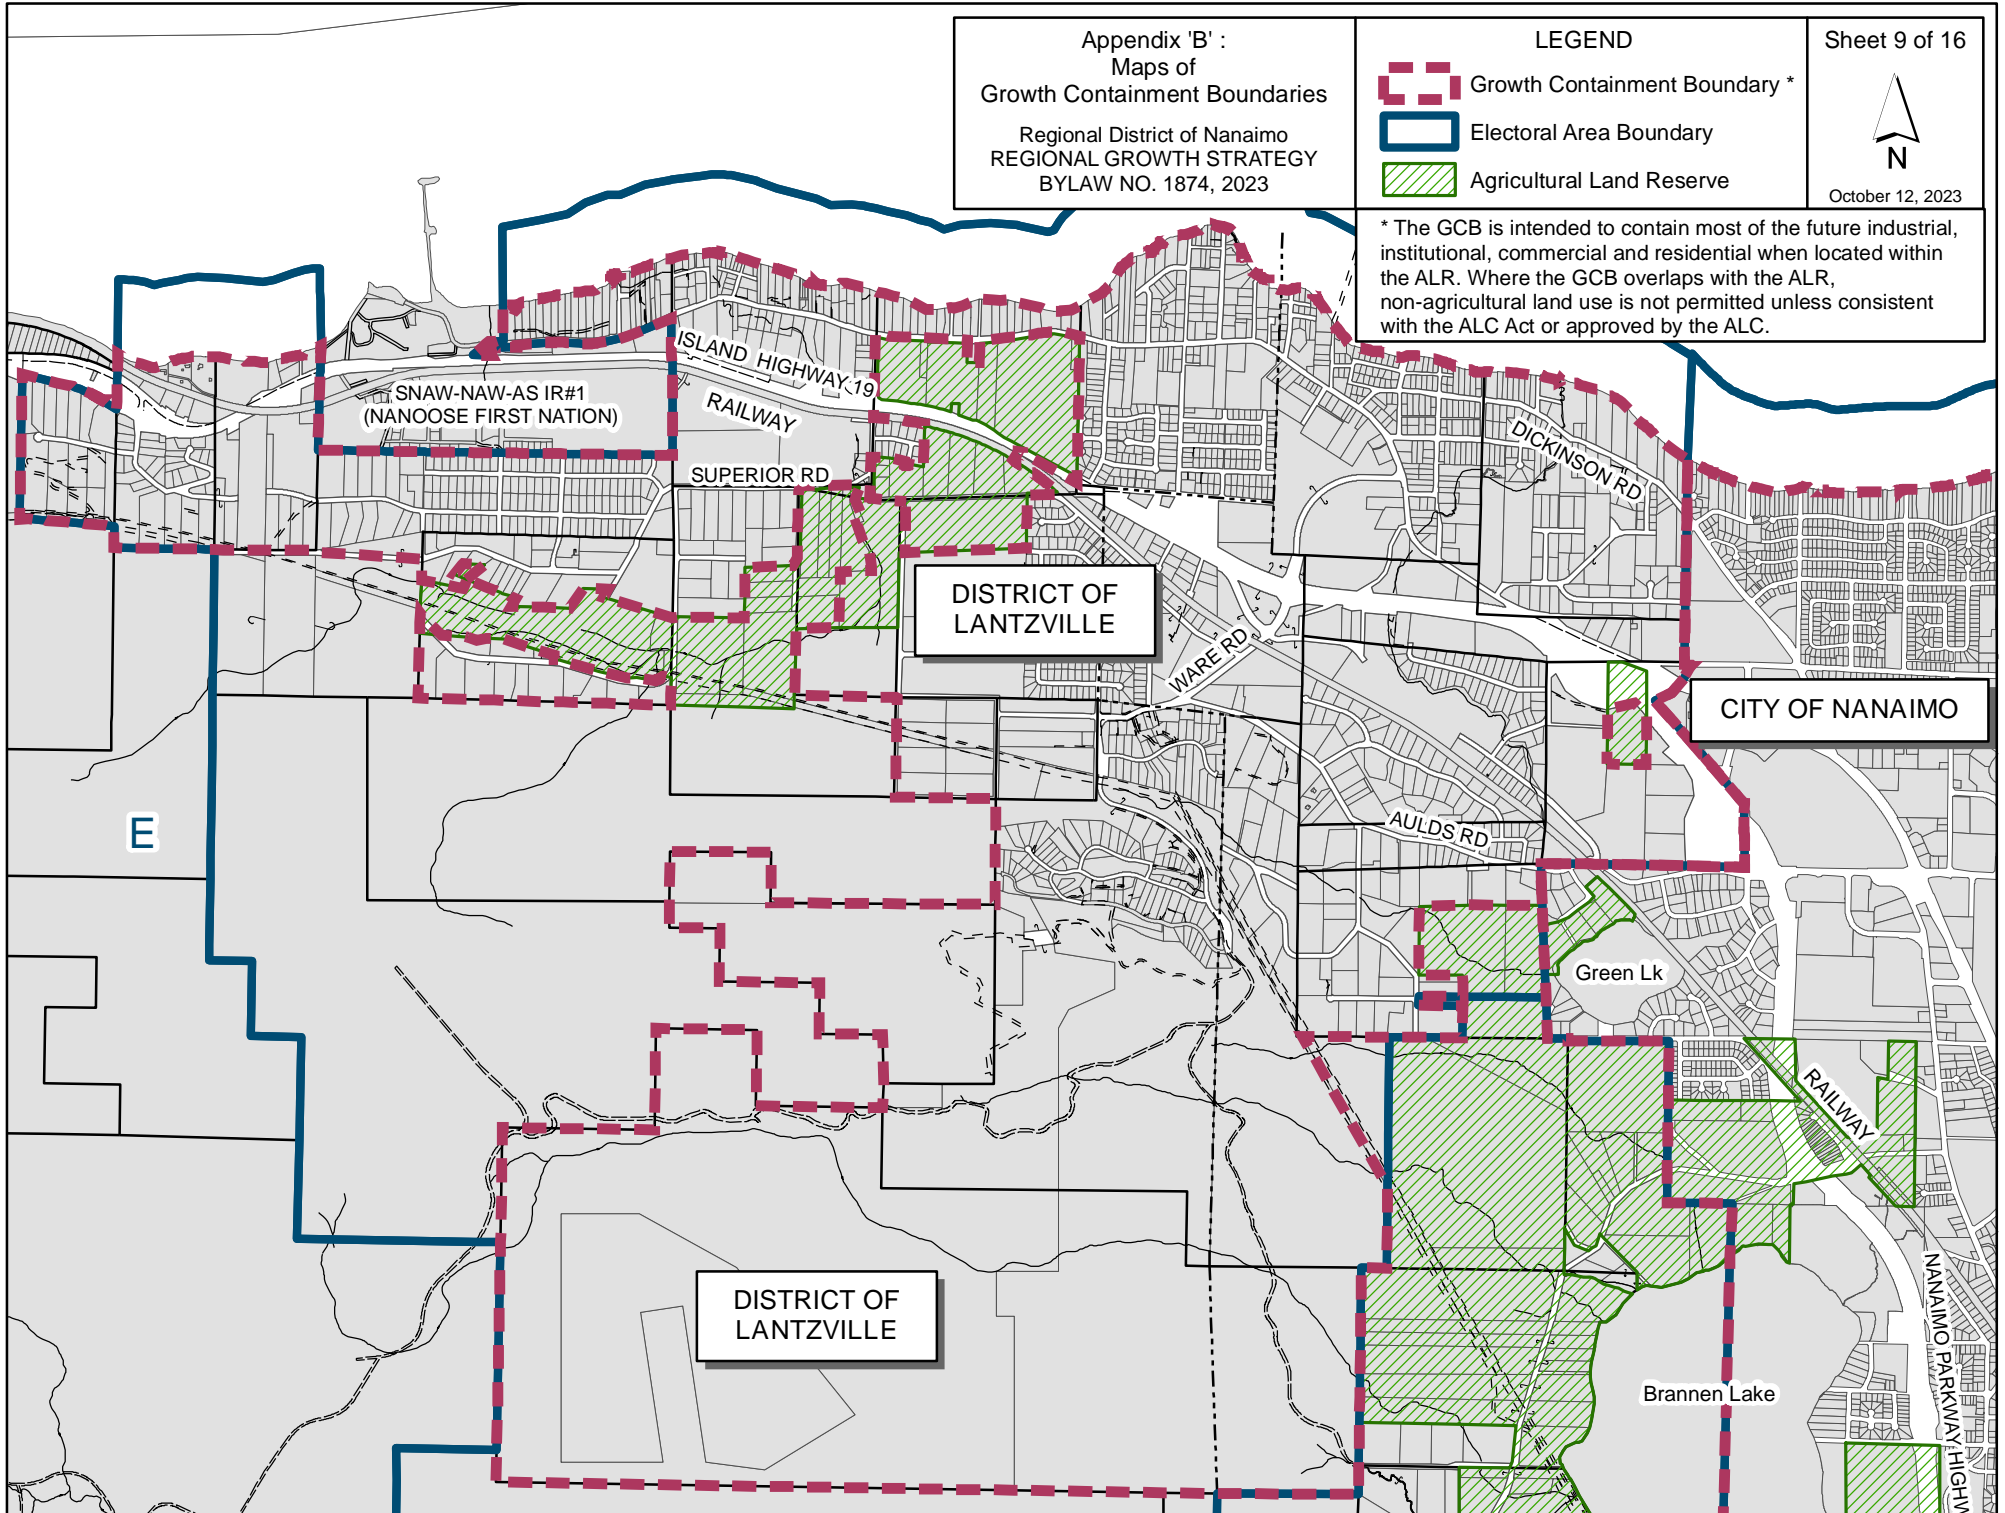 Appendix 'B' :
Maps of
Growth Containment Boundaries
Regional District of Nanaimo
REGIONAL GROWTH STRATEGY
BYLAW NO. 1874, 2023
LEGEND
Growth Containment Boundary *
Electoral Area Boundary
Agricultural Land Reserve
Sheet 9 of 16
N
October 12, 2023
* The GCB is intended to contain most of the future industrial,
institutional, commercial and residential when located within
the ALR. Where the GCB overlaps with the ALR,
non-agricultural land use is not permitted unless consistent
with the ALC Act or approved by the ALC.
ISLAND HIGHWAY 19
RAILWAY
SNAW-NAW-AS IR#1
(NANOOSE FIRST NATION)
SUPERIOR RD
DICKINSON RD
DISTRICT OF
LANTZVILLE
WARE RD
CITY OF NANAIMO
E
AULDS RD
Green Lk
RAILWAY
DISTRICT OF
LANTZVILLE
Brannen Lake
NANAIMO PARKWAY HIGHW